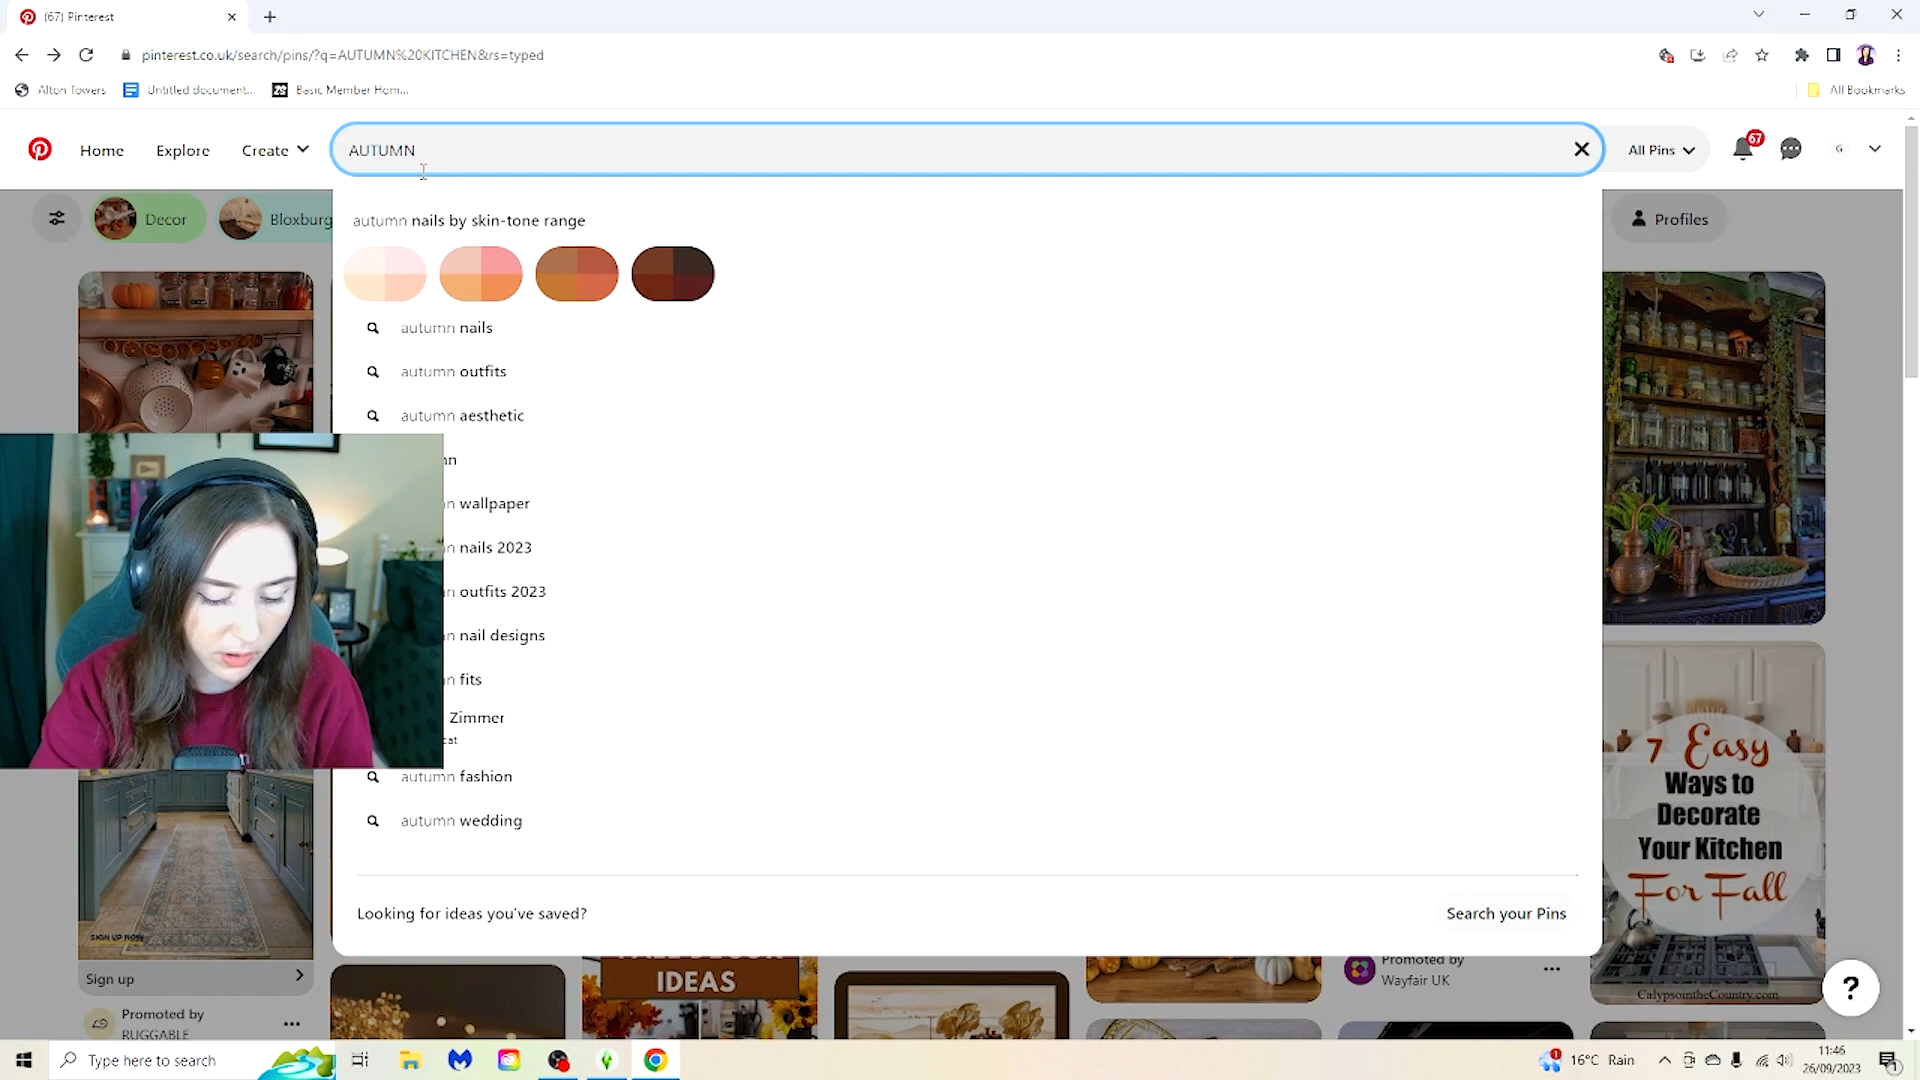 (67) Pinterest
pinterest.co.uk/search/pins/?q=AUTUMN%20KITCHEN&rs=typed
Alton Towers
Untitled document...
Basic Member Hom...
All Bookmarks
Home
Explore
Create
AUTUMN
All Pins
67
G
Decor
Bloxburg
Profiles
autumn nails by skin-tone range
autumn nails
autumn outfits
autumn aesthetic
n wallpaper
n nails 2023
n outfits 2023
n nail designs
n fits
Zimmer
cat
autumn fashion
autumn wedding
Looking for ideas you've saved?
Search your Pins
7 Easy
Ways to
Decorate
Your Kitchen
For Fall
CalypsointheCountry.com
SIGN UP NOW
Sign up
Promoted by
RUGGABLE
IDEAS
Promoted by
Wayfair UK
?
Type here to search
16°C Rain
11:46
26/09/2023